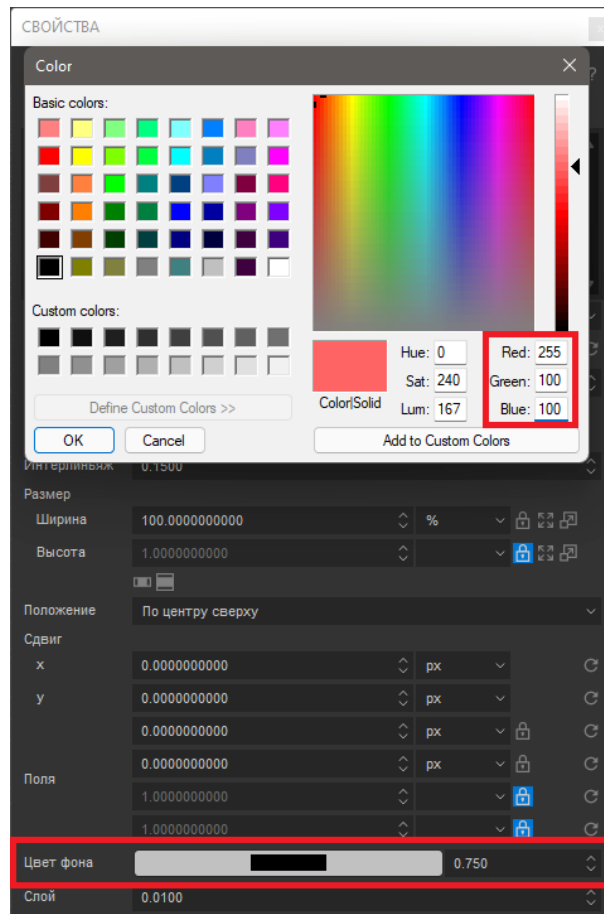 СВОЙСТВА
Color
?
Basic colors:
Custom colors:
Define Custom Colors >>
OK
Cancel
Color|Solid
Hue: 0
Sat: 240
Lum: 167
Red: 255
Green: 100
Blue: 100
Add to Custom Colors
Интерлиньяж 0.1500
Размер
Ширина 100.0000000000 %
Высота 1.0000000000
Положение По центру сверху
Сдвиг
x 0.0000000000 px
y 0.0000000000 px
0.0000000000 px
0.0000000000 px
Поля
1.0000000000
1.0000000000
Цвет фона 0.750
Слой 0.0100